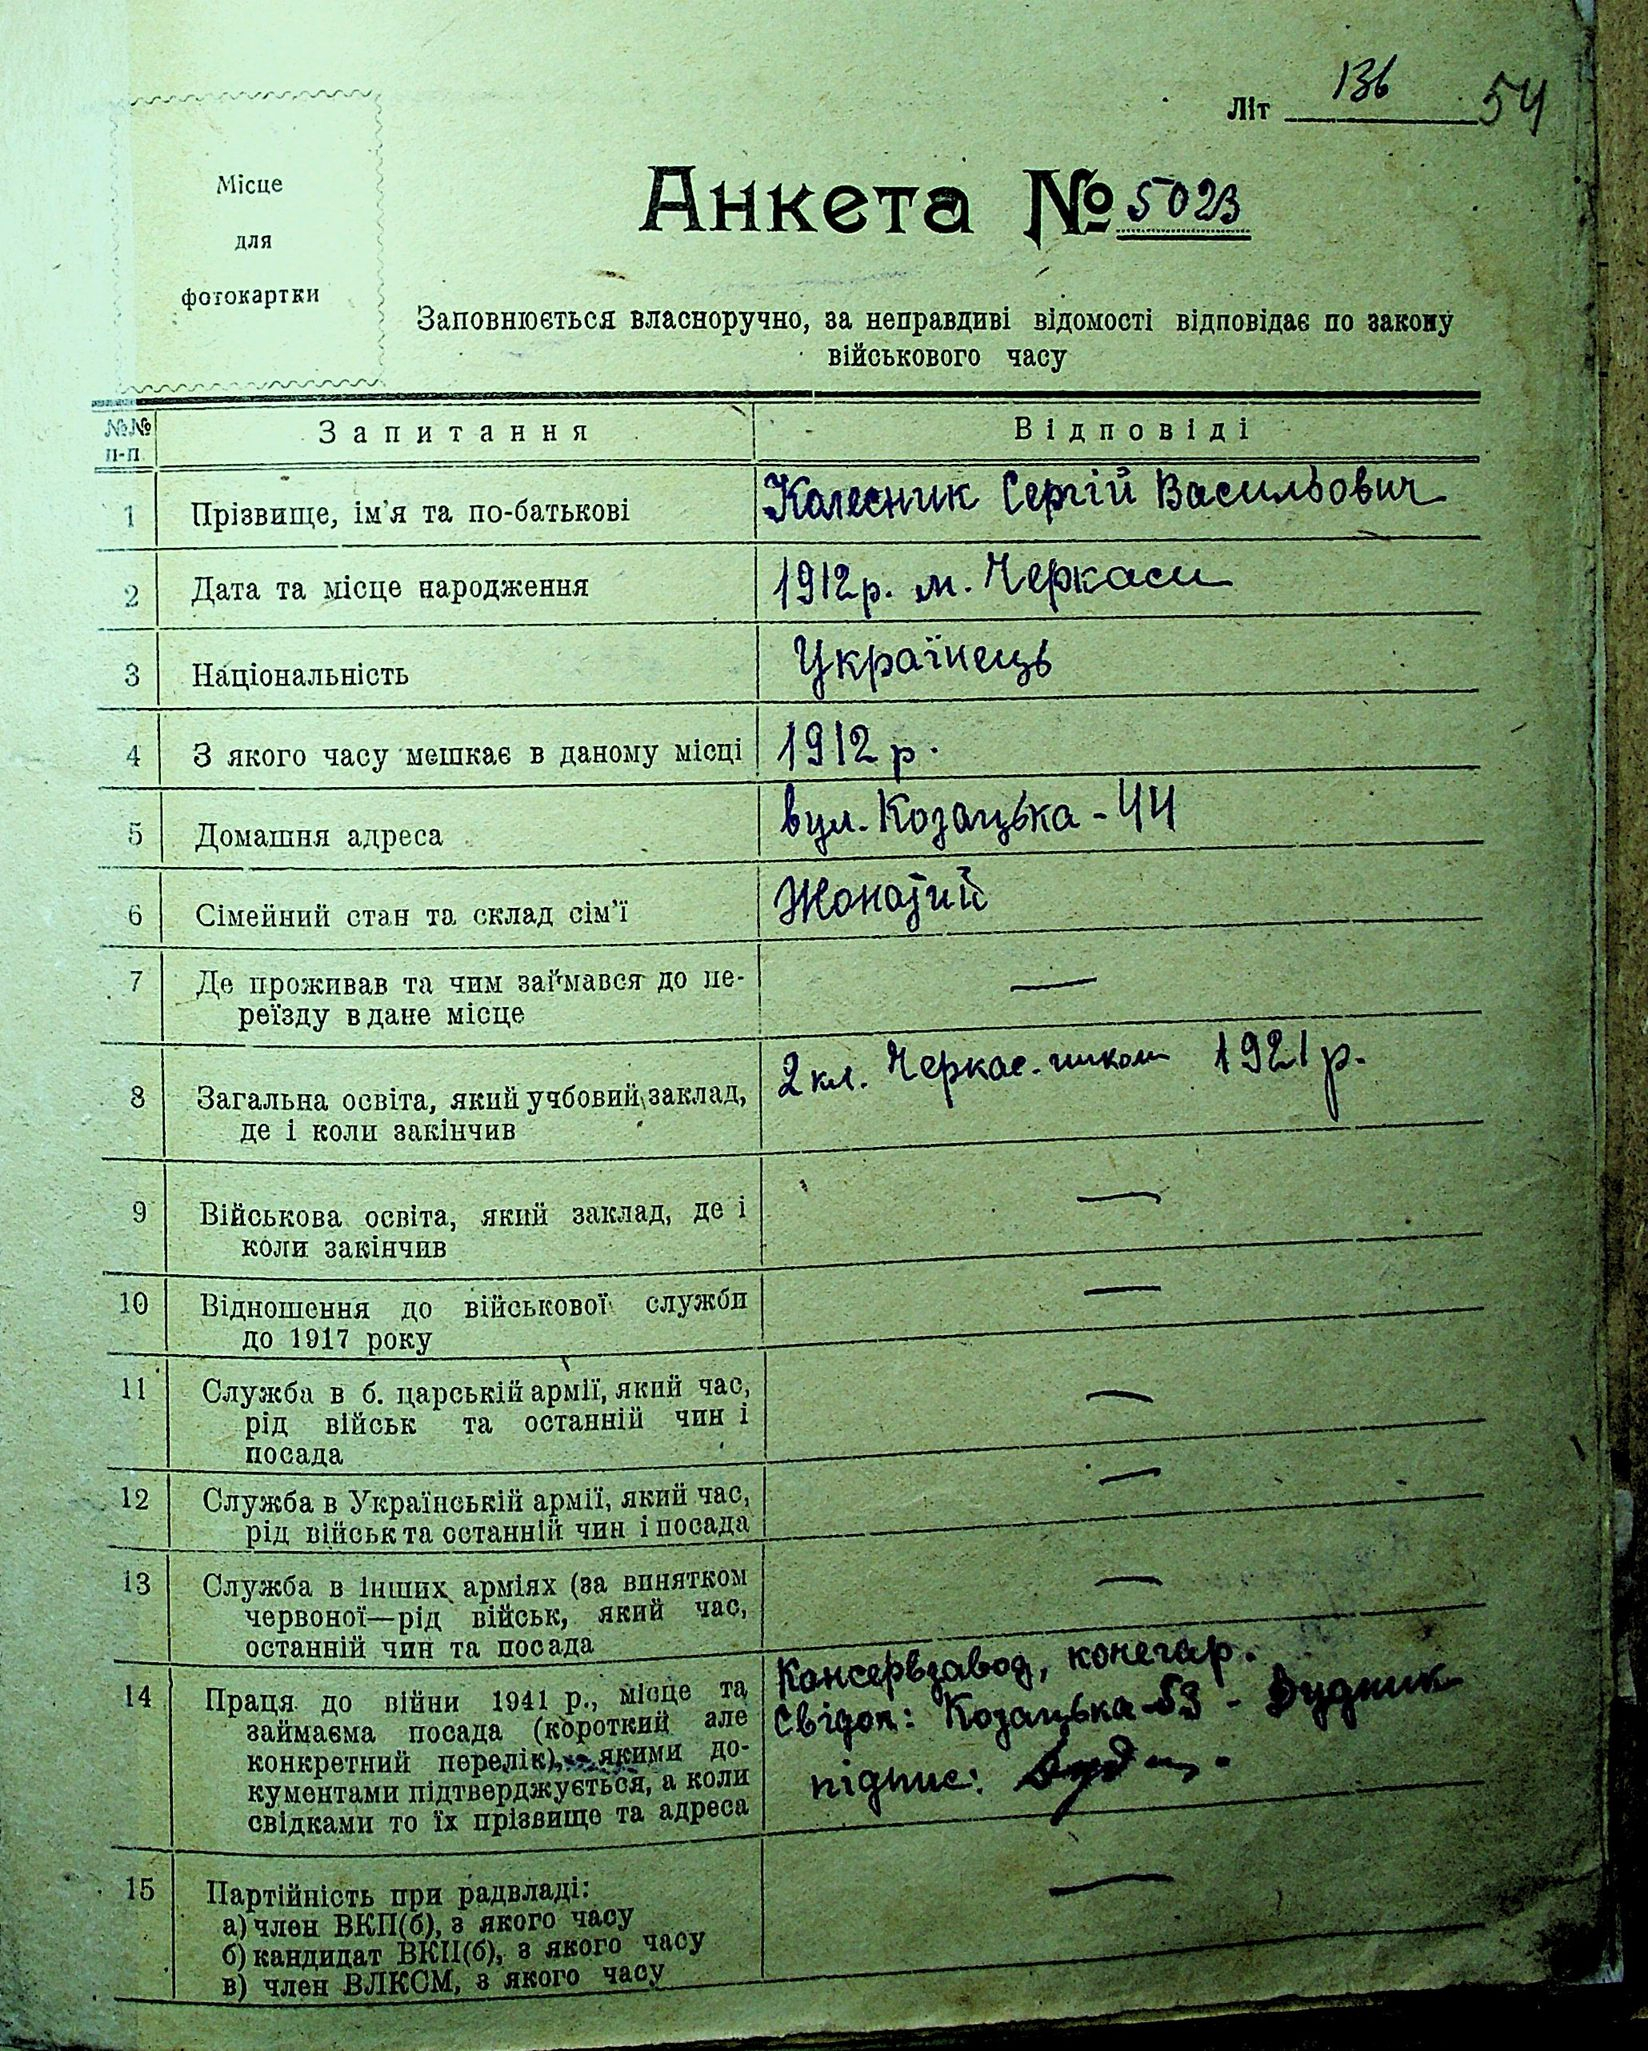 Літ 136 54
Місце
для
фотокартки
Анкета № 5023
Заповнюється власноручно, за неправдиві відомості відповідає по закону
військового часу
№№
п-п
Запитання
Відповіді
1 Прізвище, ім'я та по-батькові
Колесник Сергій Васильович
2 Дата та місце народження
1912 р. м. Черкаси
3 Національність
Українець
4 З якого часу мешкає в даному місці
1912 р.
5 Домашня адреса
вул. Козацька - 44
6 Сімейний стан та склад сім'ї
Жонатий
7 Де проживав та чим займався до пе-
реїзду в дане місце
—
8 Загальна освіта, який учбовий заклад,
де і коли закінчив
2 кл. Черкас. школи 1921 р.
9 Військова освіта, який заклад, де і
коли закінчив
—
10 Відношення до військової служби
до 1917 року
—
11 Служба в б. царській армії, який час,
рід військ та останній чин і
посада
—
12 Служба в Українській армії, який час,
рід військ та останній чин і посада
—
13 Служба в інших арміях (за винятком
червоної—рід військ, який час,
останній чин та посада
—
14 Праця до війни 1941 р., місце та
займаєма посада (короткий але
конкретний перелік), якими до-
кументами підтверджується, а коли
свідками то їх прізвище та адреса
Консервзавод, кочегар.
Свідок: Козацька 53 - Дудник
підпис:
15 Партійність при радвладі:
а) член ВКП(б), з якого часу
б) кандидат ВКП(б), з якого часу
в) член ВЛКСМ, з якого часу
—